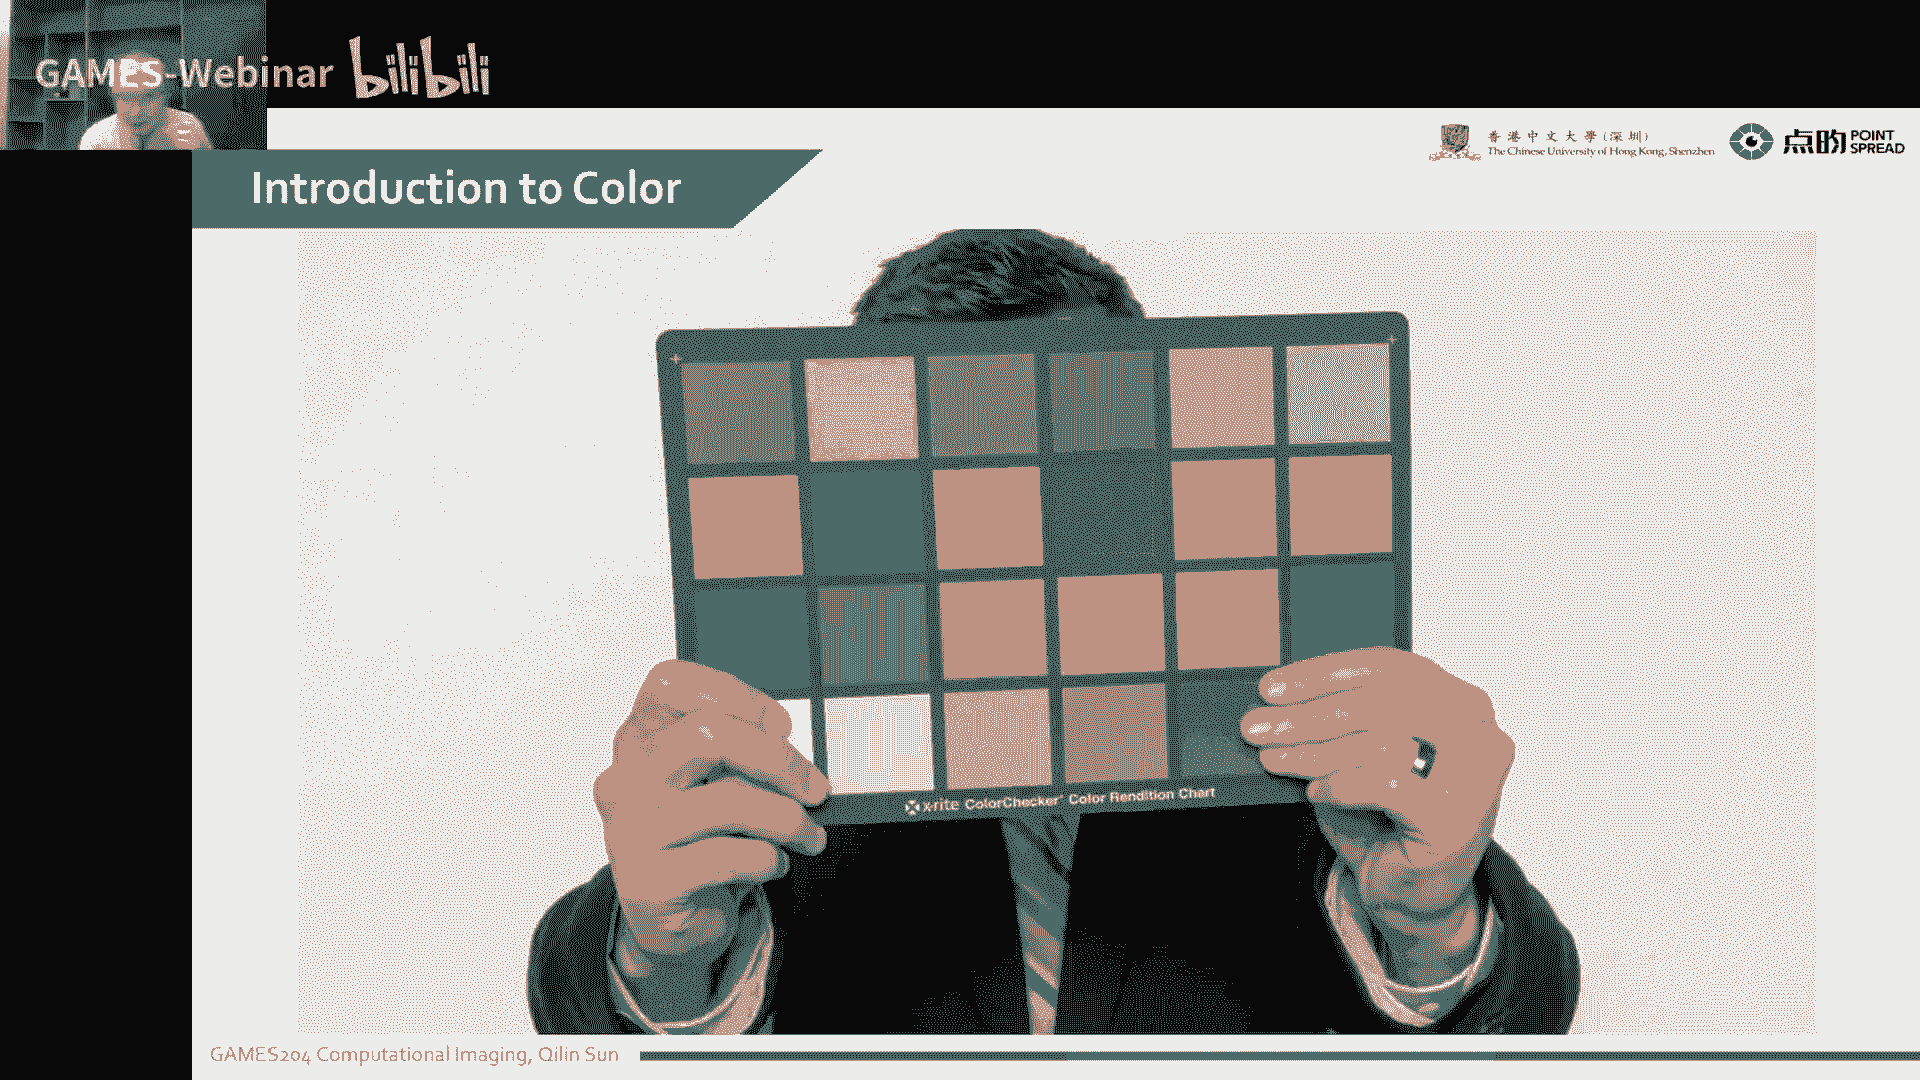 GAMES-Webinar bilibili
香港中文大學(深圳)
The Chinese University of Hong Kong, Shenzhen
点昀 POINT SPREAD
Introduction to Color
x-rite ColorChecker Color Rendition Chart
GAMES204 Computational Imaging, Qilin Sun